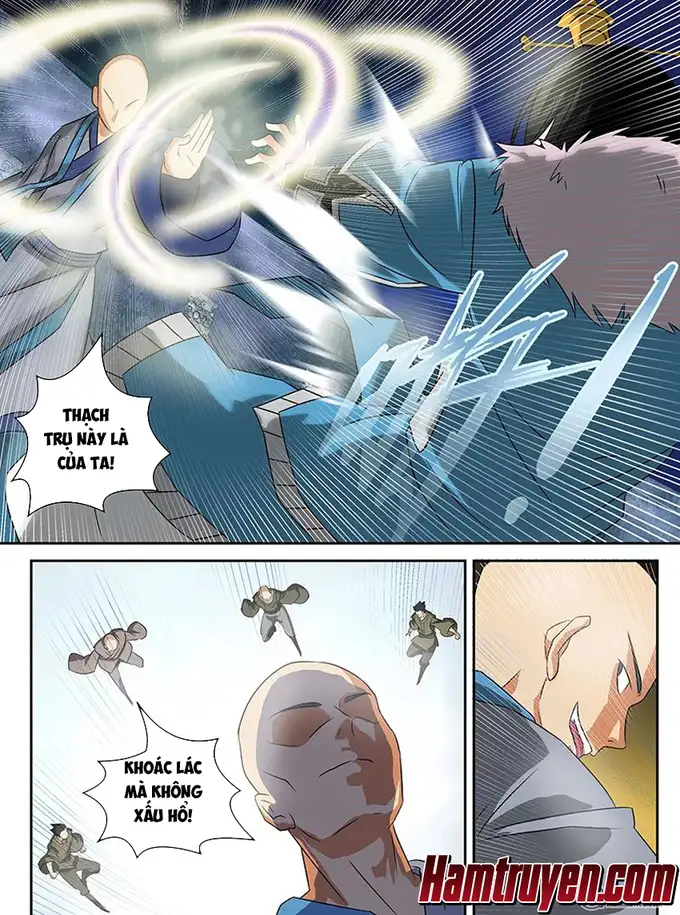 THẠCH
TRỤ NÀY LÀ
CỦA TA!
KHOÁC LÁC
MÀ KHÔNG
XẤU HỔ!
Hamtruyen.com